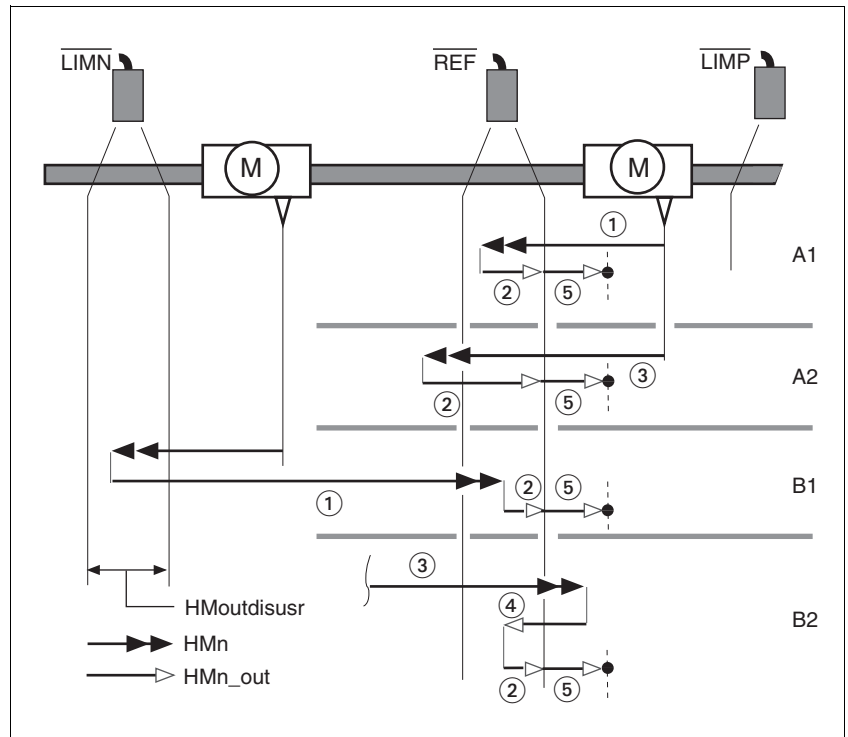 LIMN REF LIMP
M M
1
A1
2 5
3
A2
2 5
B1
1 2 5
3
HMoutdisusr
4
B2
HMn
HMn_out
2 5